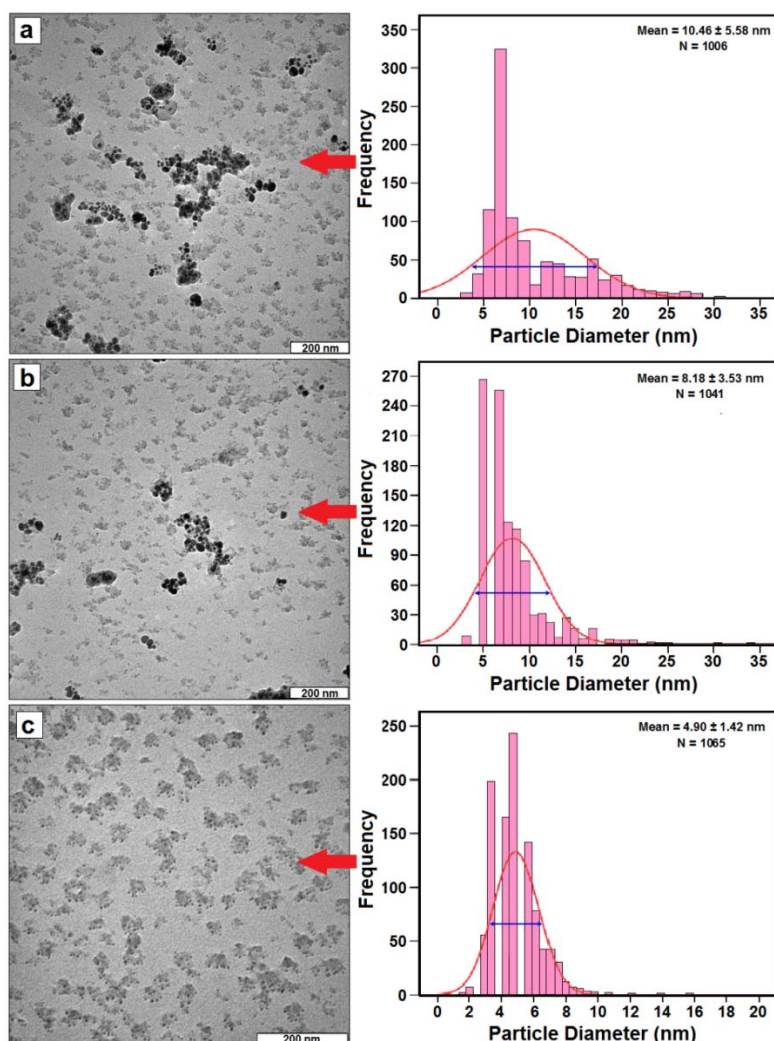 a
200 nm
Mean = 10.46 ± 5.58 nm
N = 1006
Frequency
350
300
250
200
150
100
50
0
0 5 10 15 20 25 30 35
Particle Diameter (nm)
b
200 nm
Mean = 8.18 ± 3.53 nm
N = 1041
Frequency
270
240
210
180
150
120
90
60
30
0
0 5 10 15 20 25 30 35
Particle Diameter (nm)
c
200 nm
Mean = 4.90 ± 1.42 nm
N = 1065
Frequency
250
200
150
100
50
0
0 2 4 6 8 10 12 14 16 18 20
Particle Diameter (nm)